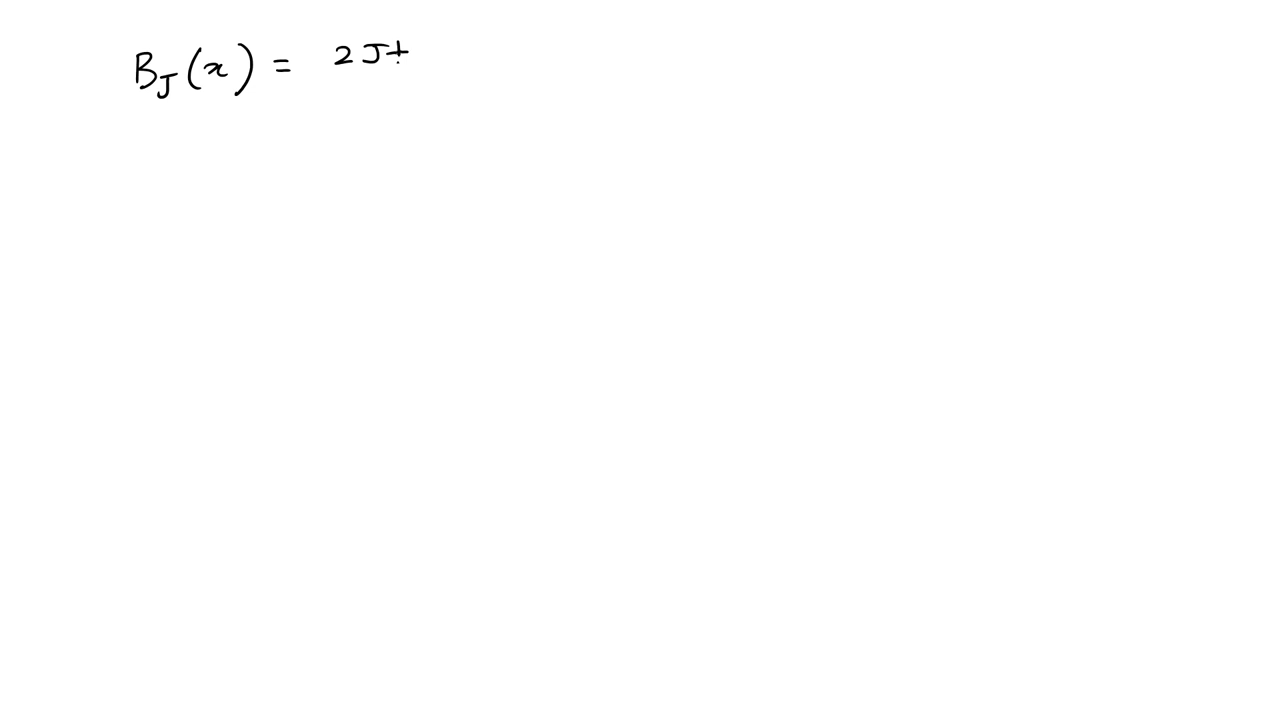 B_J(x) = 2J+